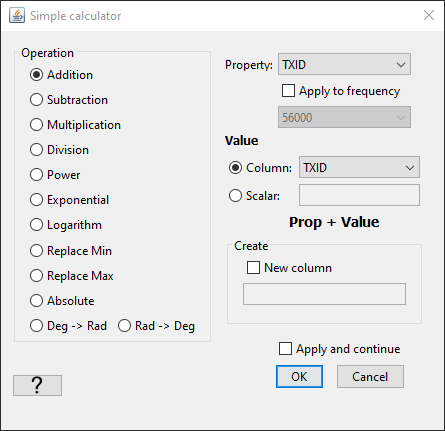 Simple calculator
Operation
Addition
Subtraction
Multiplication
Division
Power
Exponential
Logarithm
Replace Min
Replace Max
Absolute
Deg -> Rad Rad -> Deg
?
Property: TXID
Apply to frequency
56000
Value
Column: TXID
Scalar:
Prop + Value
Create
New column
Apply and continue
OK Cancel